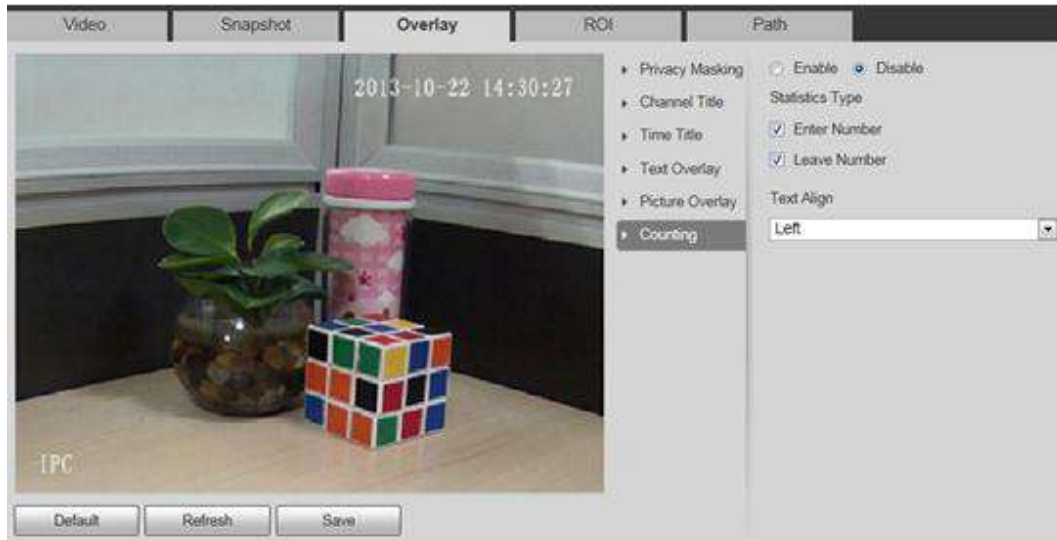 Video
Snapshot
Overlay
ROI
Path
2013-10-22 14:30:27
IPC
Privacy Masking
Channel Title
Time Title
Text Overlay
Picture Overlay
Counting
Enable
Disable
Statistics Type
Enter Number
Leave Number
Text Align
Left
Default
Refresh
Save